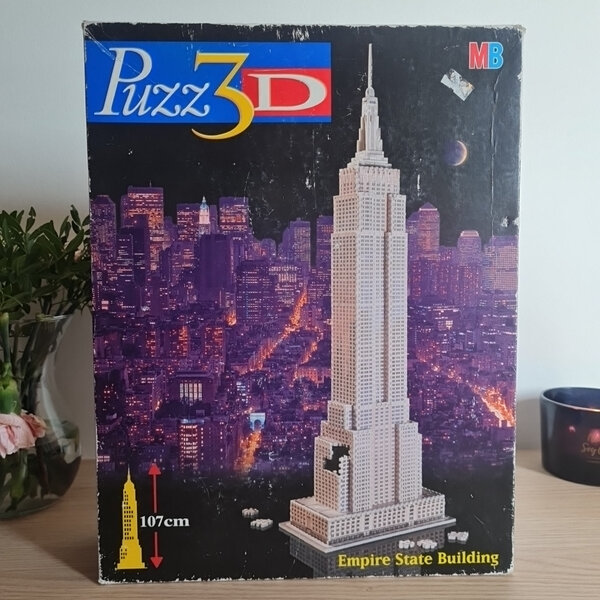 Puzz3D
MB
107cm
Empire State Building